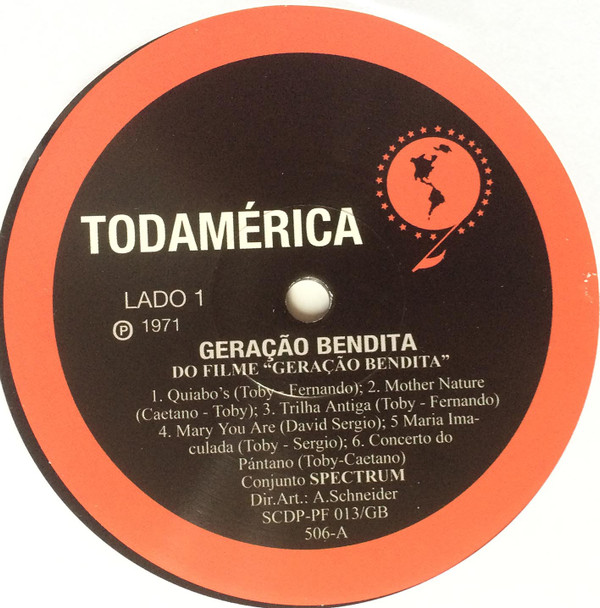 TODAMÉRICA
LADO 1
℗ 1971
GERAÇÃO BENDITA
DO FILME “GERAÇÃO BENDITA”
1. Quiabo's (Toby - Fernando); 2. Mother Nature
(Caetano - Toby); 3. Trilha Antiga (Toby - Fernando)
4. Mary You Are (David Sergio); 5 Maria Ima-
culada (Toby - Sergio); 6. Concerto do
Pántano (Toby-Caetano)
Conjunto SPECTRUM
Dir.Art.: A.Schneider
SCDP-PF 013/GB
506-A